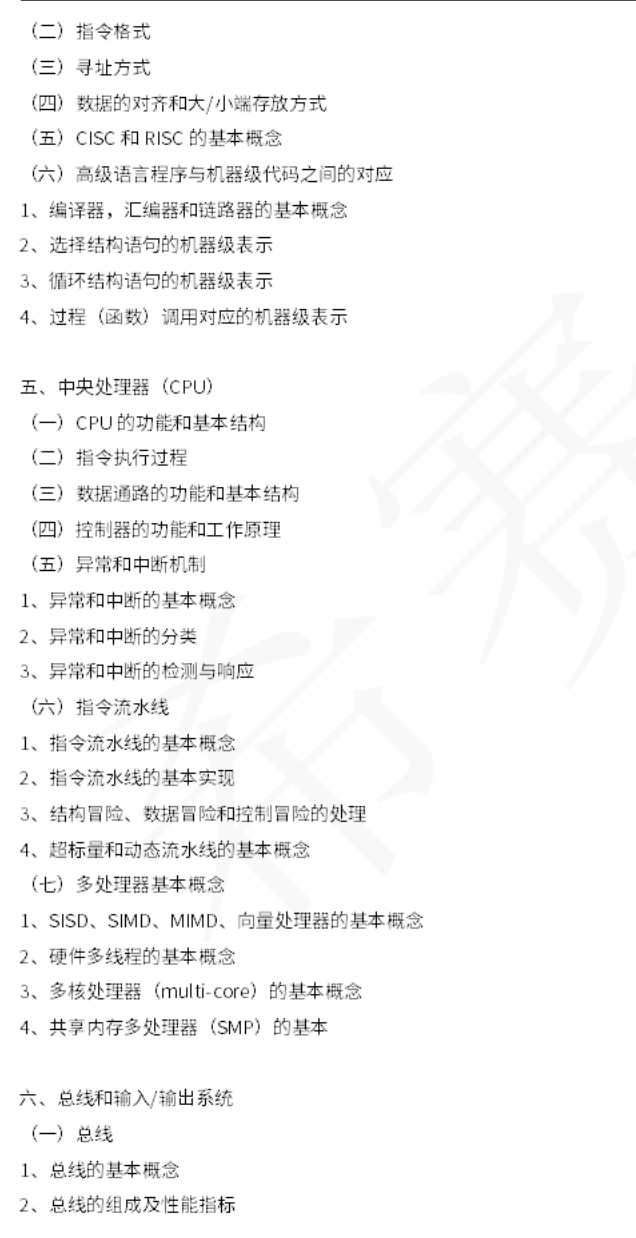 （二）指令格式
（三）寻址方式
（四）数据的对齐和大/小端存放方式
（五）CISC 和 RISC 的基本概念
（六）高级语言程序与机器级代码之间的对应
1、编译器，汇编器和链路器的基本概念
2、选择结构语句的机器级表示
3、循环结构语句的机器级表示
4、过程（函数）调用对应的机器级表示
五、中央处理器（CPU）
（一）CPU 的功能和基本结构
（二）指令执行过程
（三）数据通路的功能和基本结构
（四）控制器的功能和工作原理
（五）异常和中断机制
1、异常和中断的基本概念
2、异常和中断的分类
3、异常和中断的检测与响应
（六）指令流水线
1、指令流水线的基本概念
2、指令流水线的基本实现
3、结构冒险、数据冒险和控制冒险的处理
4、超标量和动态流水线的基本概念
（七）多处理器基本概念
1、SISD、SIMD、MIMD、向量处理器的基本概念
2、硬件多线程的基本概念
3、多核处理器（multi-core）的基本概念
4、共享内存多处理器（SMP）的基本
六、总线和输入/输出系统
（一）总线
1、总线的基本概念
2、总线的组成及性能指标
希赛